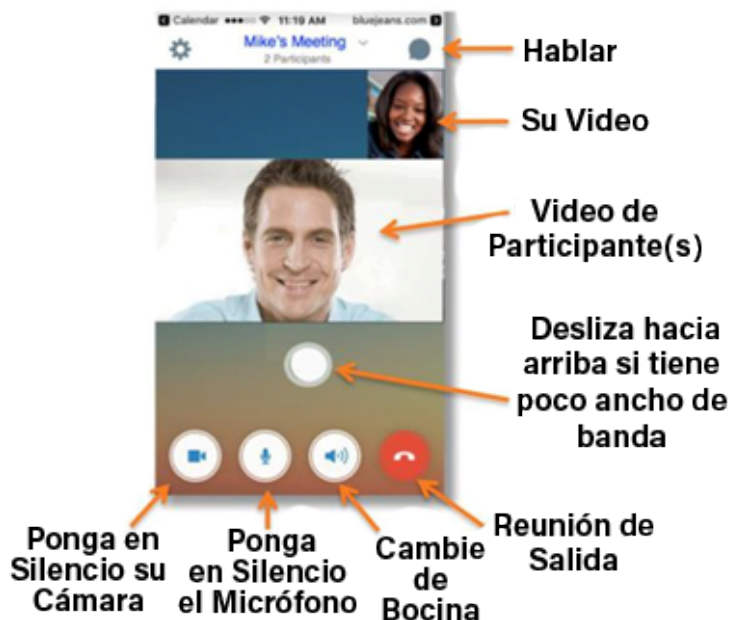 Calendar 11:19 AM bluejeans.com
Mike's Meeting
2 Participants
Hablar
Su Video
Video de
Participante(s)
Desliza hacia
arriba si tiene
poco ancho de
banda
Ponga en
Silencio su
Cámara
Ponga
en Silencio
el Micrófono
Cambie
de
Bocina
Reunión de
Salida